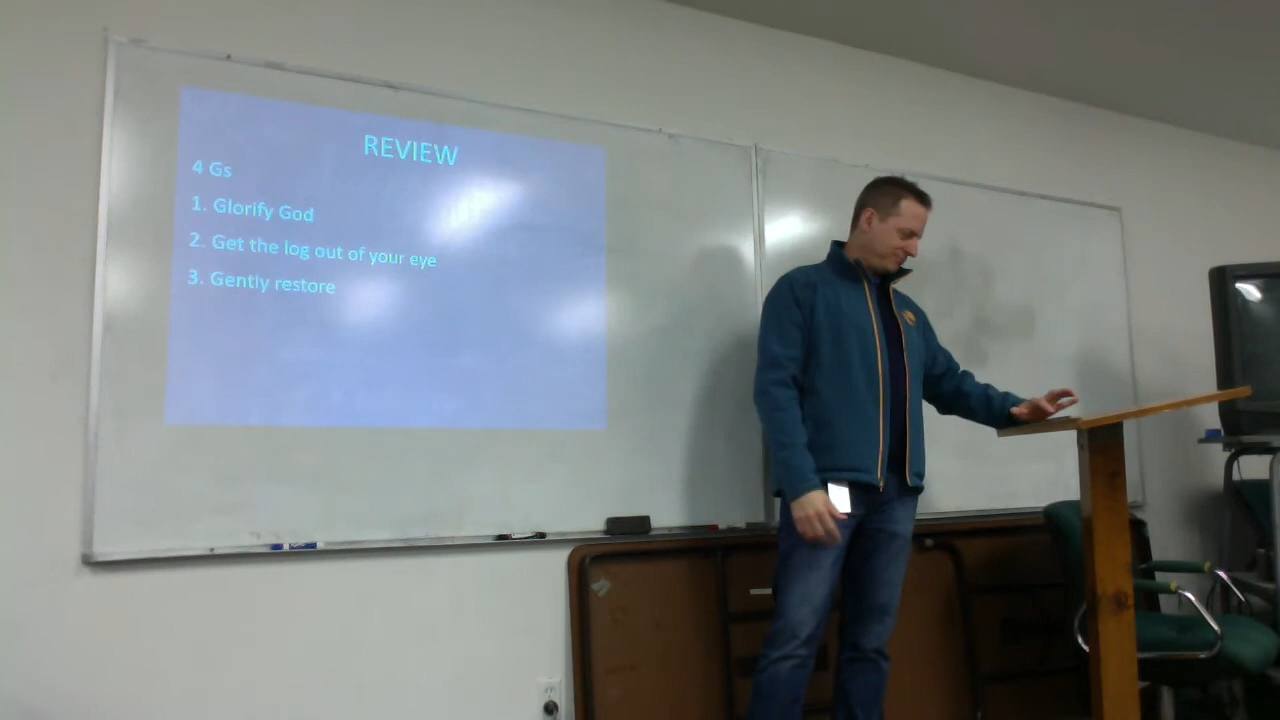 REVIEW
4 Gs
1. Glorify God
2. Get the log out of your eye
3. Gently restore